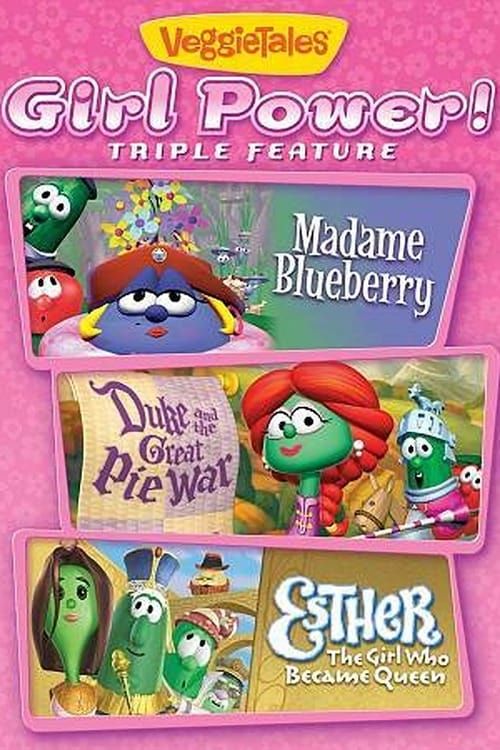 VeggieTales®
Girl Power!
TRIPLE FEATURE
Madame
Blueberry
Duke and the
Great
Pie War
Esther
The Girl Who
Became Queen